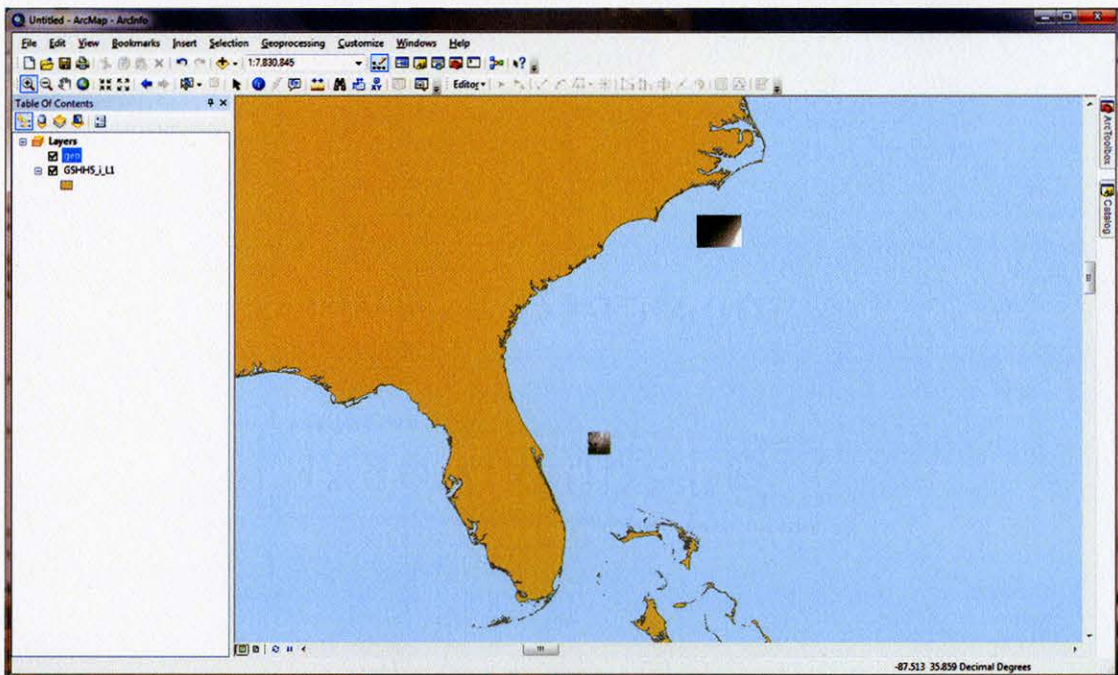 Untitled - ArcMap - ArcInfo
File Edit View Bookmarks Insert Selection Geoprocessing Customize Windows Help
1:7,830,845
Editor
Table Of Contents
Layers
geo
GSHHS_i_L1
ArcToolbox
Catalog
-87.513 35.859 Decimal Degrees